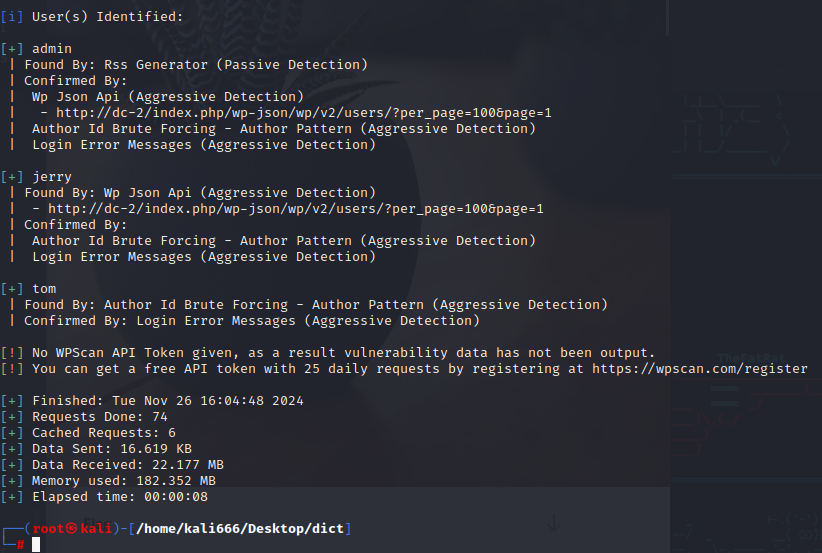 [i] User(s) Identified:
[+] admin
| Found By: Rss Generator (Passive Detection)
| Confirmed By:
|  Wp Json Api (Aggressive Detection)
|   - http://dc-2/index.php/wp-json/wp/v2/users/?per_page=100&page=1
|  Author Id Brute Forcing - Author Pattern (Aggressive Detection)
|  Login Error Messages (Aggressive Detection)
[+] jerry
| Found By: Wp Json Api (Aggressive Detection)
|  - http://dc-2/index.php/wp-json/wp/v2/users/?per_page=100&page=1
| Confirmed By:
|  Author Id Brute Forcing - Author Pattern (Aggressive Detection)
|  Login Error Messages (Aggressive Detection)
[+] tom
| Found By: Author Id Brute Forcing - Author Pattern (Aggressive Detection)
| Confirmed By: Login Error Messages (Aggressive Detection)
[!] No WPScan API Token given, as a result vulnerability data has not been output.
[!] You can get a free API token with 25 daily requests by registering at https://wpscan.com/register
[+] Finished: Tue Nov 26 16:04:48 2024
[+] Requests Done: 74
[+] Cached Requests: 6
[+] Data Sent: 16.619 KB
[+] Data Received: 22.177 MB
[+] Memory used: 182.352 MB
[+] Elapsed time: 00:00:08
┌──(root㉿kali)-[/home/kali666/Desktop/dict]
└─#